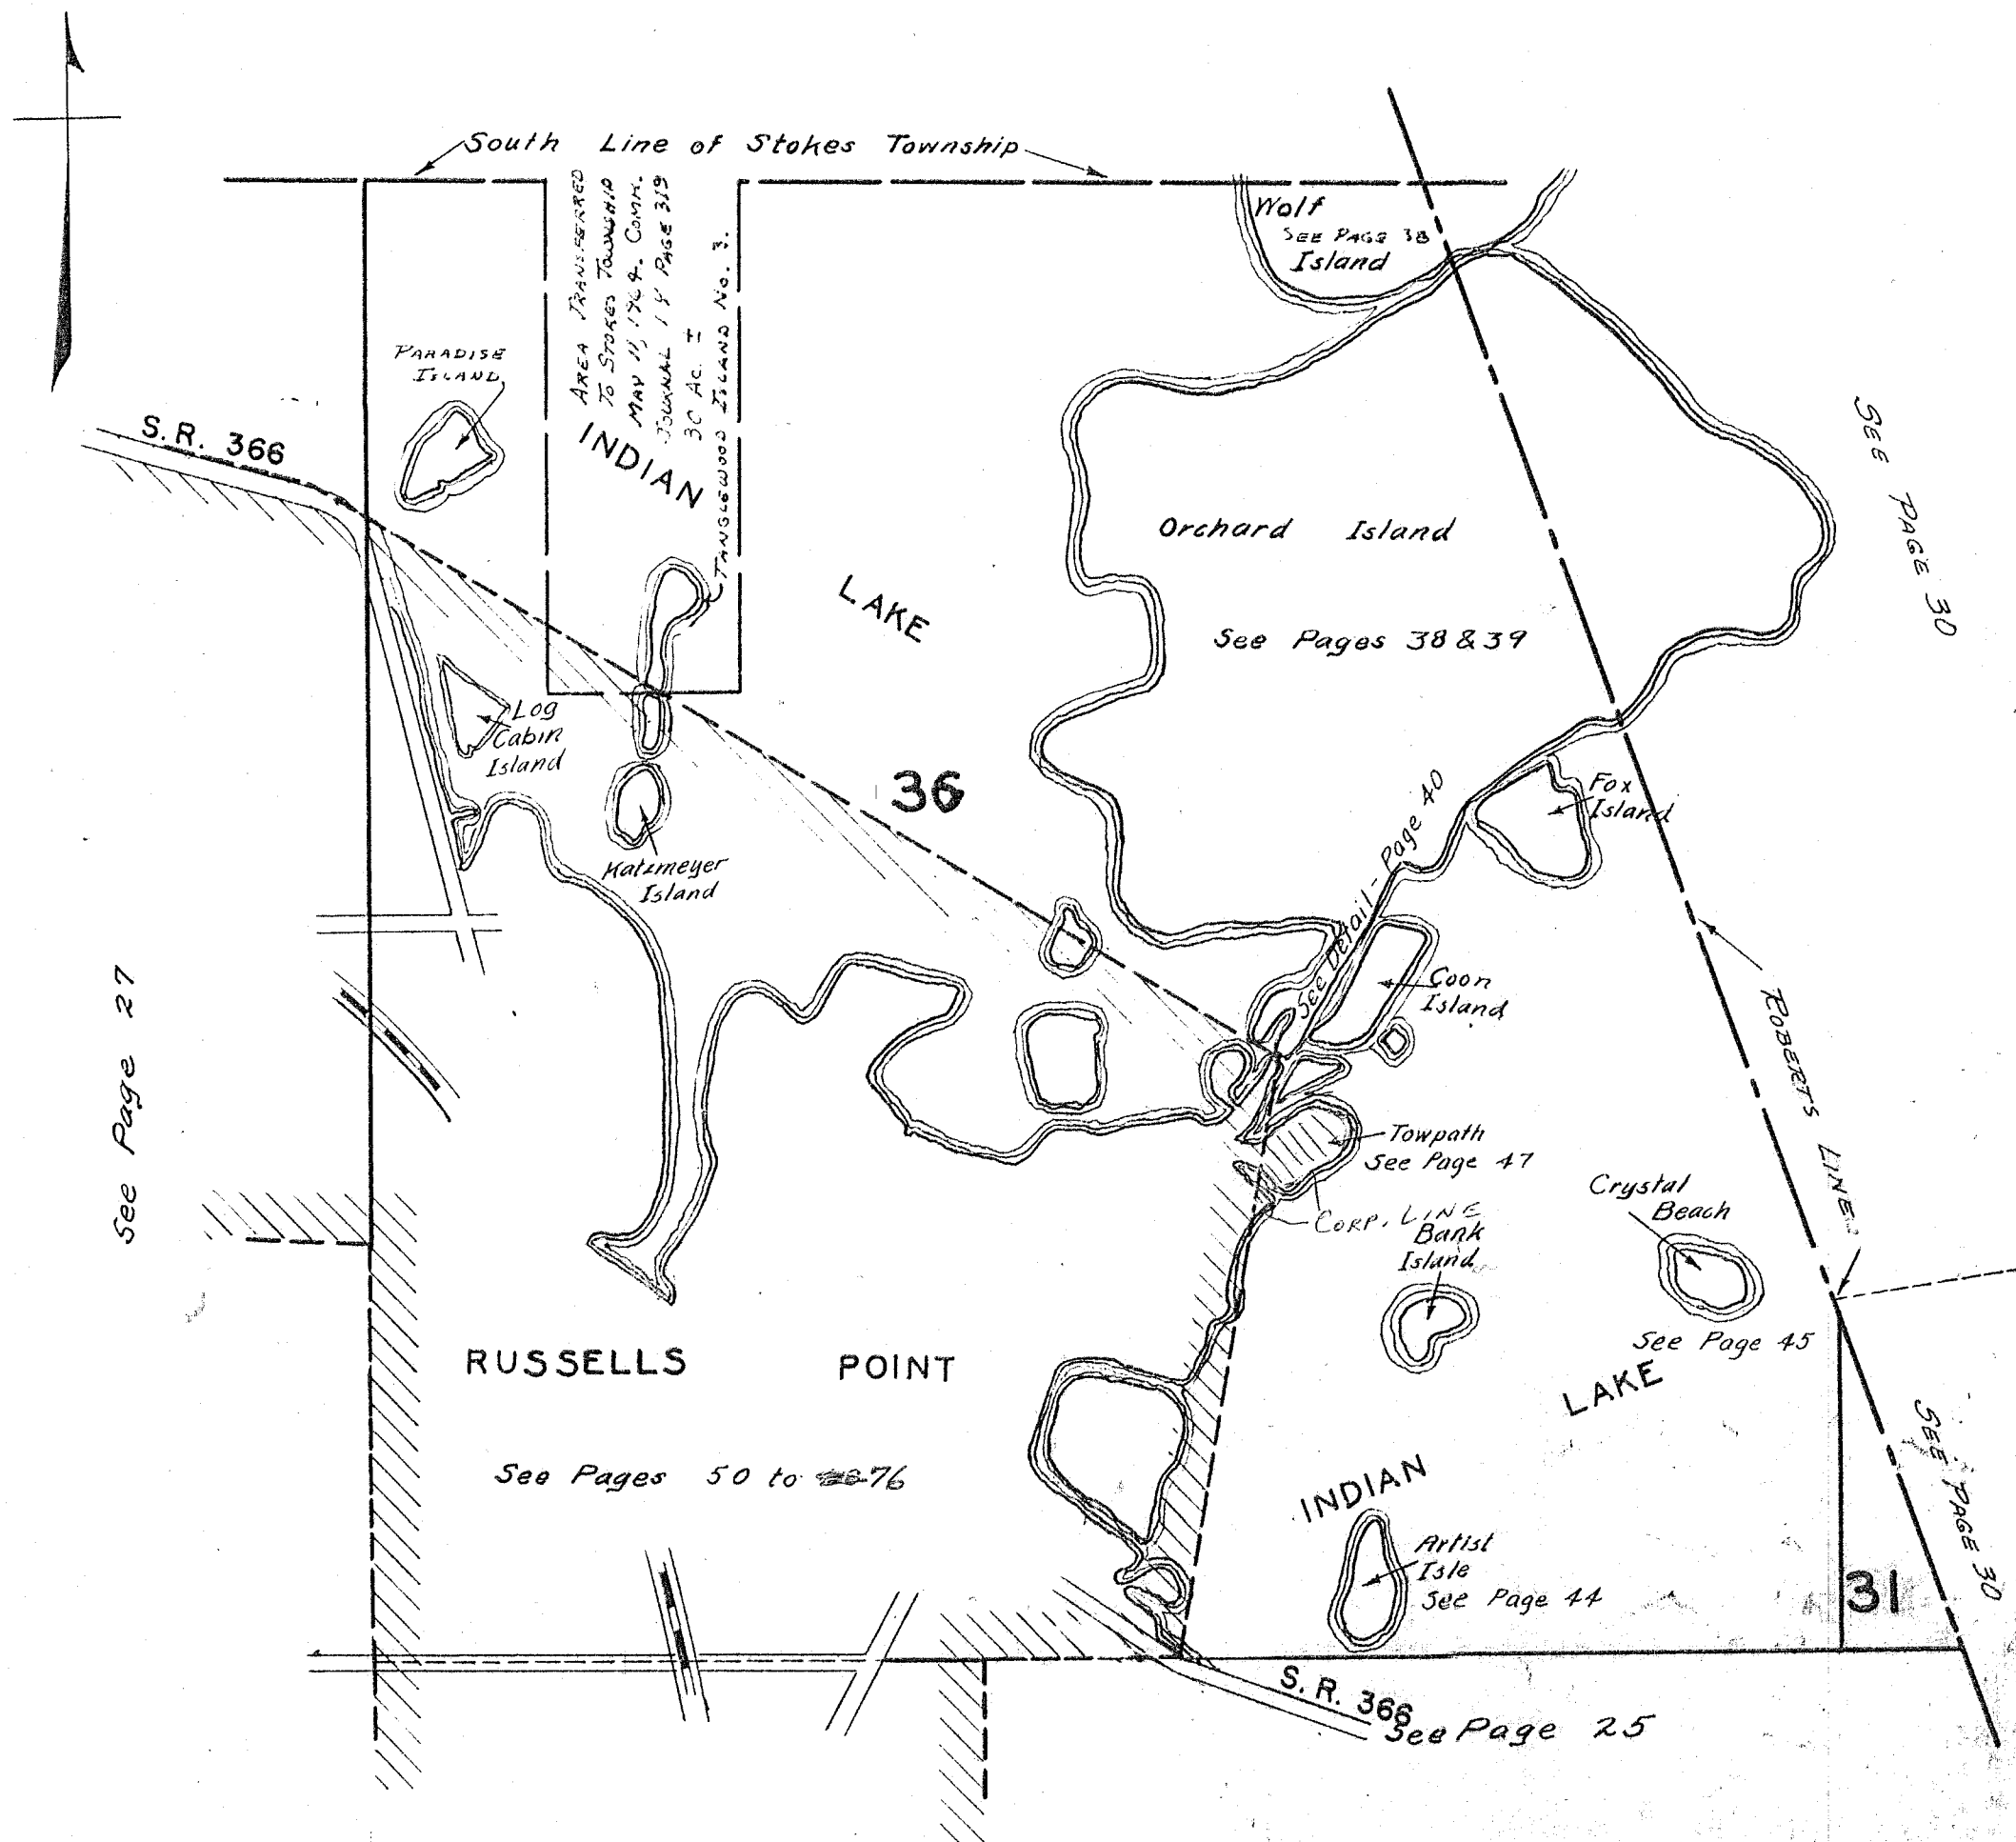 South Line of Stokes Township
AREA TRANSFERRED
TO STOKES TOWNSHIP
MAY 11, 1964. COMM.
JOURNAL PAGE 319
30 AC. ±
TANGLEWOOD ISLAND No. 3.
Wolf
SEE PAGE 38
Island
PARADISE
ISLAND
S.R. 366
INDIAN
LAKE
Orchard Island
See Pages 38 & 39
SEE PAGE 30
Log
Cabin
Island
36
Katzmeyer
Island
See Detail - Page 40
Fox
Island
Coon
Island
ROBERTS LINE
See Page 27
Towpath
See Page 47
CORP. LINE
Bank
Island
Crystal
Beach
See Page 45
RUSSELLS POINT
See Pages 50 to 76
LAKE
INDIAN
Artist
Isle
See Page 44
SEE PAGE 30
31
S.R. 366
See Page 25